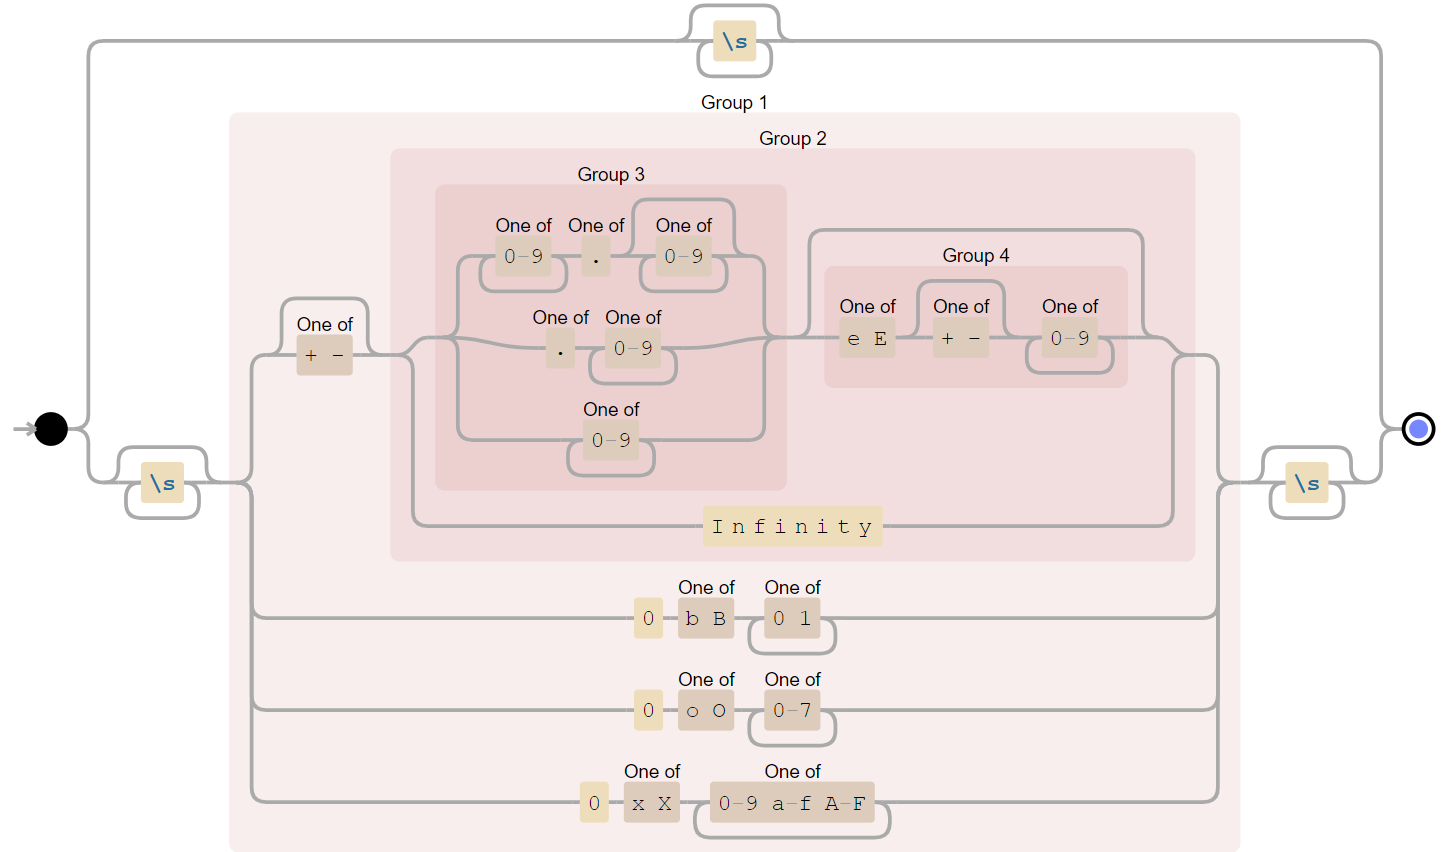 \s
Group 1
Group 2
Group 3
One of One of One of
0-9 . 0-9
Group 4
One of One of One of
e E + - 0-9
One of One of
. 0-9
One of
+ -
One of
0-9
\s
\s
Infinity
One of One of
0 b B 0 1
One of One of
0 o O 0-7
One of One of
0 x X 0-9 a-f A-F